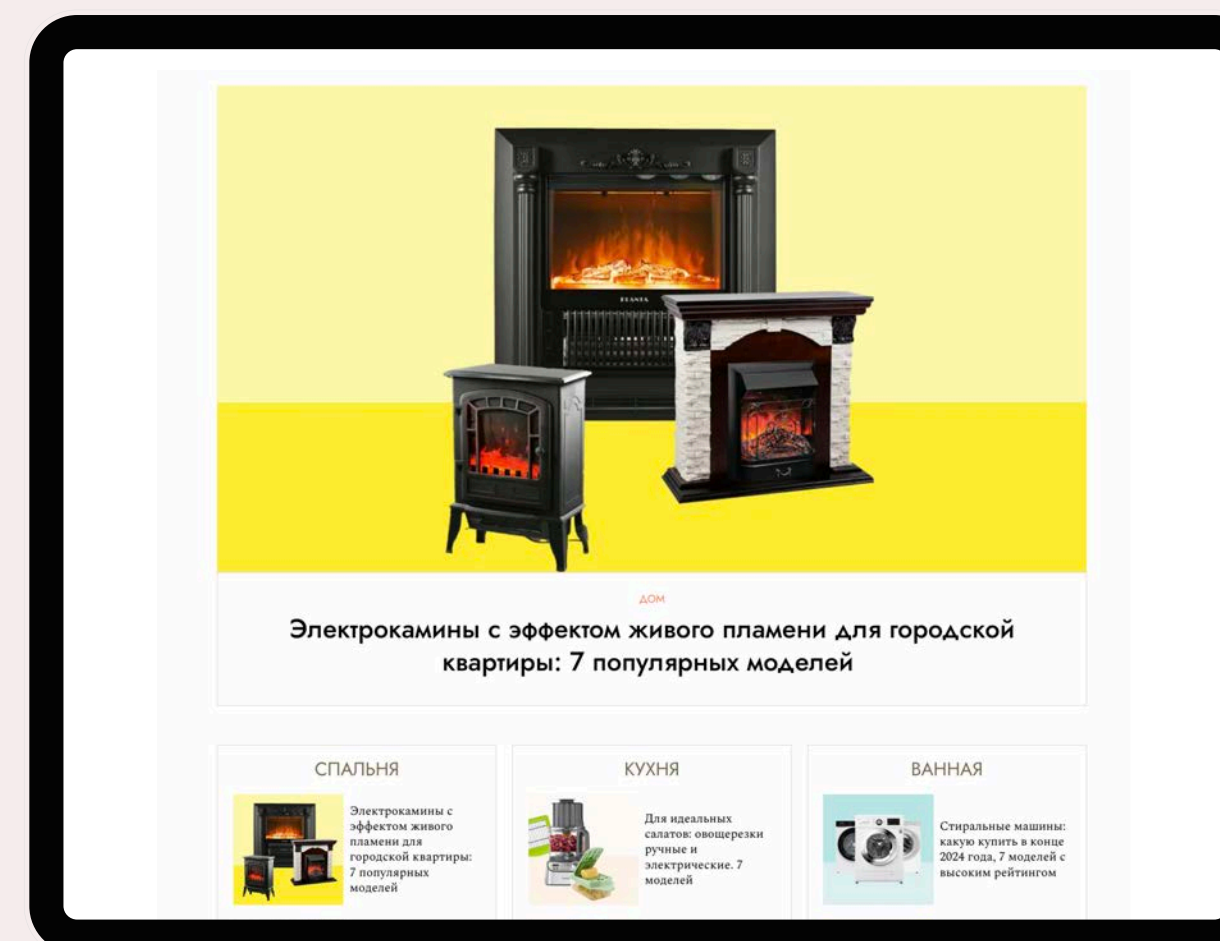 ДОМ
Электрокамины с эффектом живого пламени для городской
квартиры: 7 популярных моделей
СПАЛЬНЯ
Электрокамины с
эффектом живого
пламени для
городской квартиры:
7 популярных
моделей
КУХНЯ
Для идеальных
салатов: овощерезки
ручные и
электрические. 7
моделей
ВАННАЯ
Стиральные машины:
какую купить в конце
2024 года, 7 моделей с
высоким рейтингом